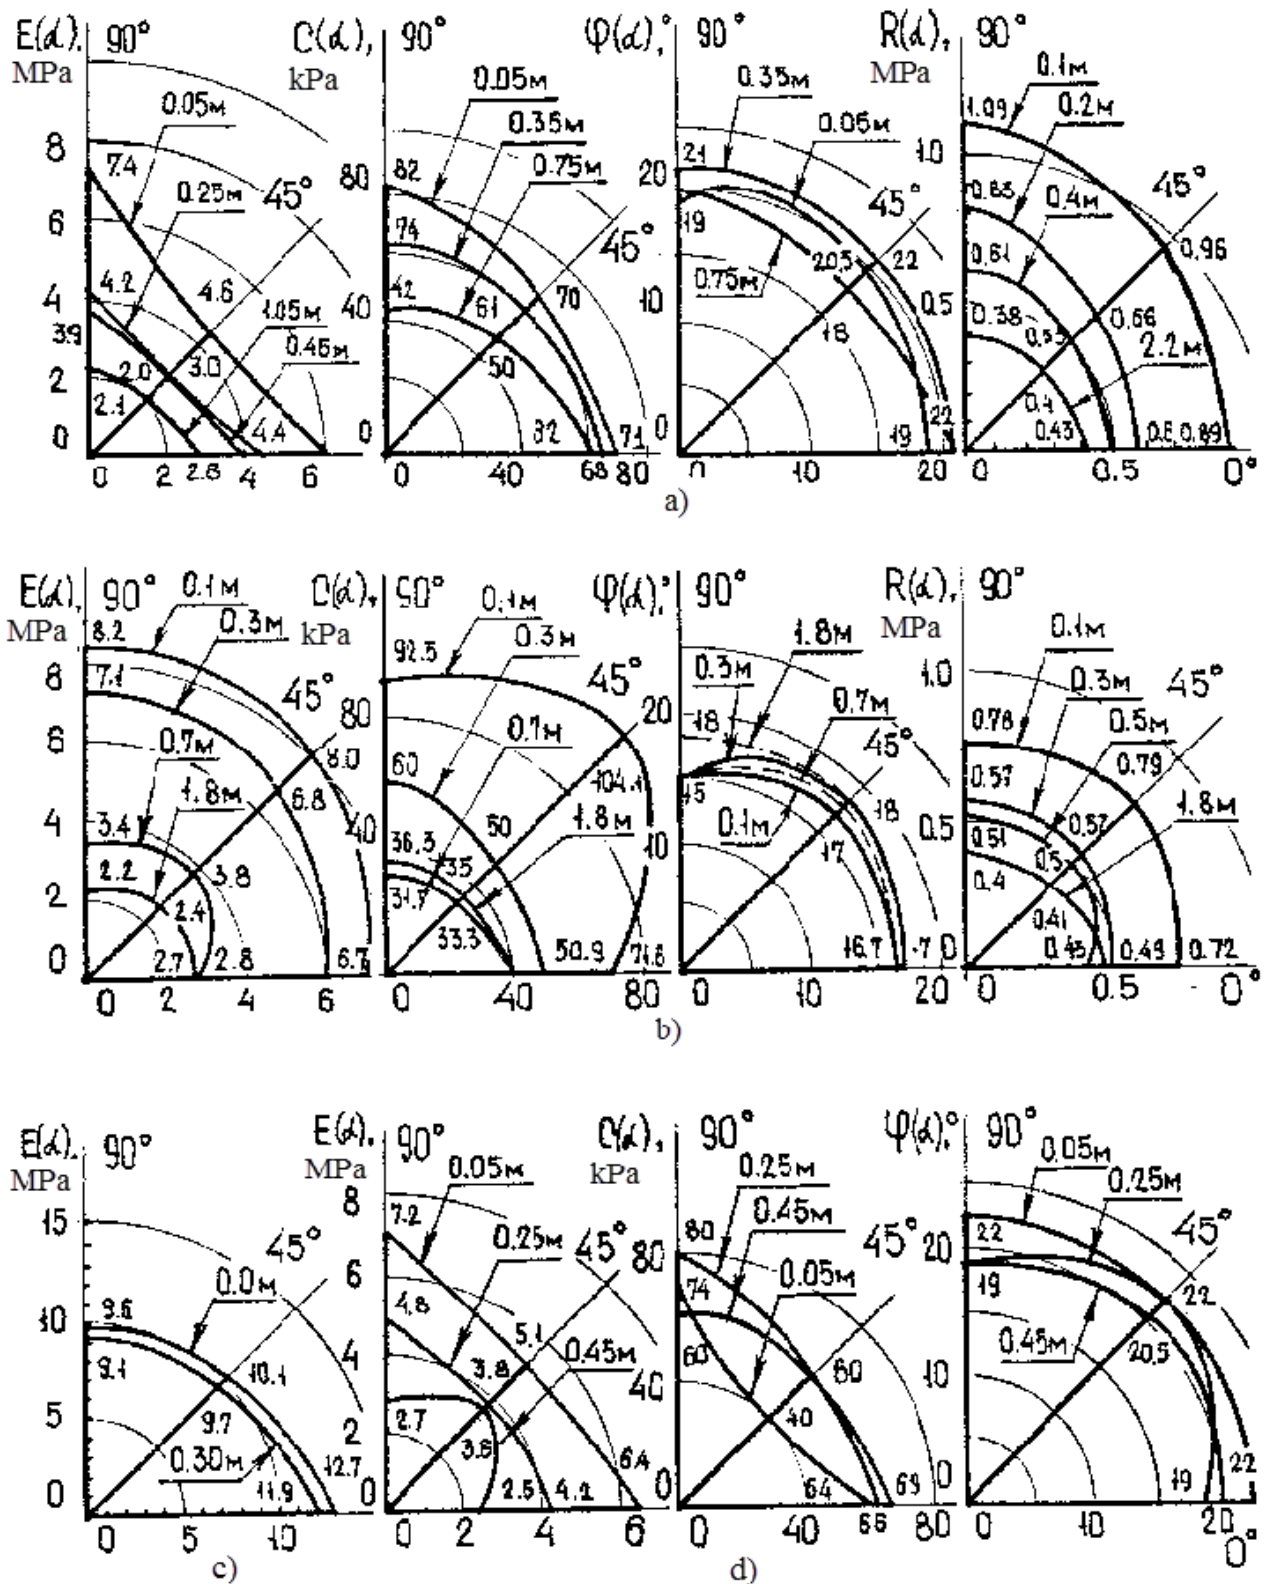 E(α), 90° C(α), 90° φ(α),° 90° R(α), 90°
MPa kPa MPa
0.05м 0.35м 0.1м
0.05м 0.35м 0.05м 0.2м
8 7.4 0.25м 45° 80 82 0.75м 20 21 45° 1.0 1.09 0.83 0.4м 45°
6 74 45° 19 0.75м 20.5 22 0.61 0.96
4 4.2 4.6 1.05м 40 42 61 70 10 18 0.5 0.38 0.66 2.2м
3.9 2.0 3.0 0.45м 50
2 2.1 4.4 82 71 19 22 0.4 0.43 0.89
0 0 0
0 2 2.8 4 6 0 40 68 80 0 10 20 0 0.5 0°
a)
E(α), 90° C(α), 90° φ(α),° 90° R(α), 90°
MPa kPa MPa
0.1м 0.1м 1.8м 0.1м
8.2 0.3м 92.5 0.3м 0.3м 1.0 0.3м
8 7.1 45° 80 45° 20 18 0.7м 45° 0.78 0.5м 45°
6 0.7м 8.0 60 0.7м 104.1 15 0.1м 18 0.57 0.79 1.8м
4 3.4 1.8м 6.8 40 36.3 35 50 1.8м 10 17 0.5 0.51 0.57
2 2.2 3.8 31.7 0.4 0.5
2.4 33.3 0.41
0 2.7 2.8 6.7 50.9 71.6 16.7 0 0.45 0.49 0.72
0 2 4 6 0 40 80 0 10 20 0 0.5 0°
b)
E(α), 90° E(α), 90° C(α), 90° φ(α),° 90°
MPa MPa kPa
0.05м 0.25м 0.05м
15 8 7.2 0.25м 0.45м 0.25м
45° 45° 80 80 45° 20 22 45°
0.0м 6 74 0.05м 19 22
10 9.6 4.8 5.1 60 0.45м 20.5
9.1 10.1 4 3.8 0.45м 40 60 10
5 9.7 2 2.7 3.6 40
0.30м 12.7 6.4
0 11.9 0 2.5 4.2 0 64 69 0 19 22
0 5 10 0 2 4 6 0 40 66 80 0 10 20 0°
c) d)